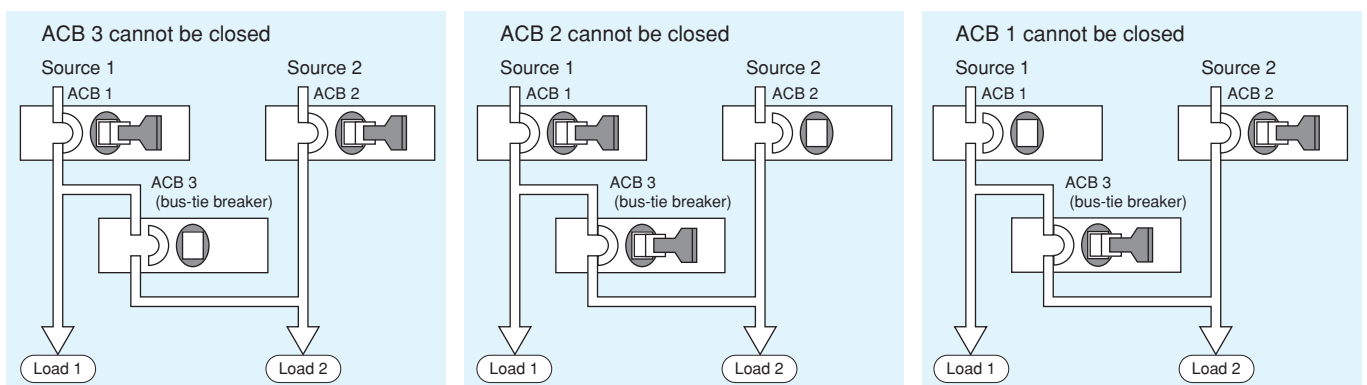 ACB 3 cannot be closed
Source 1
Source 2
ACB 1
ACB 2
ACB 3
(bus-tie breaker)
Load 1
Load 2
ACB 2 cannot be closed
Source 1
Source 2
ACB 1
ACB 2
ACB 3
(bus-tie breaker)
Load 1
Load 2
ACB 1 cannot be closed
Source 1
Source 2
ACB 1
ACB 2
ACB 3
(bus-tie breaker)
Load 1
Load 2